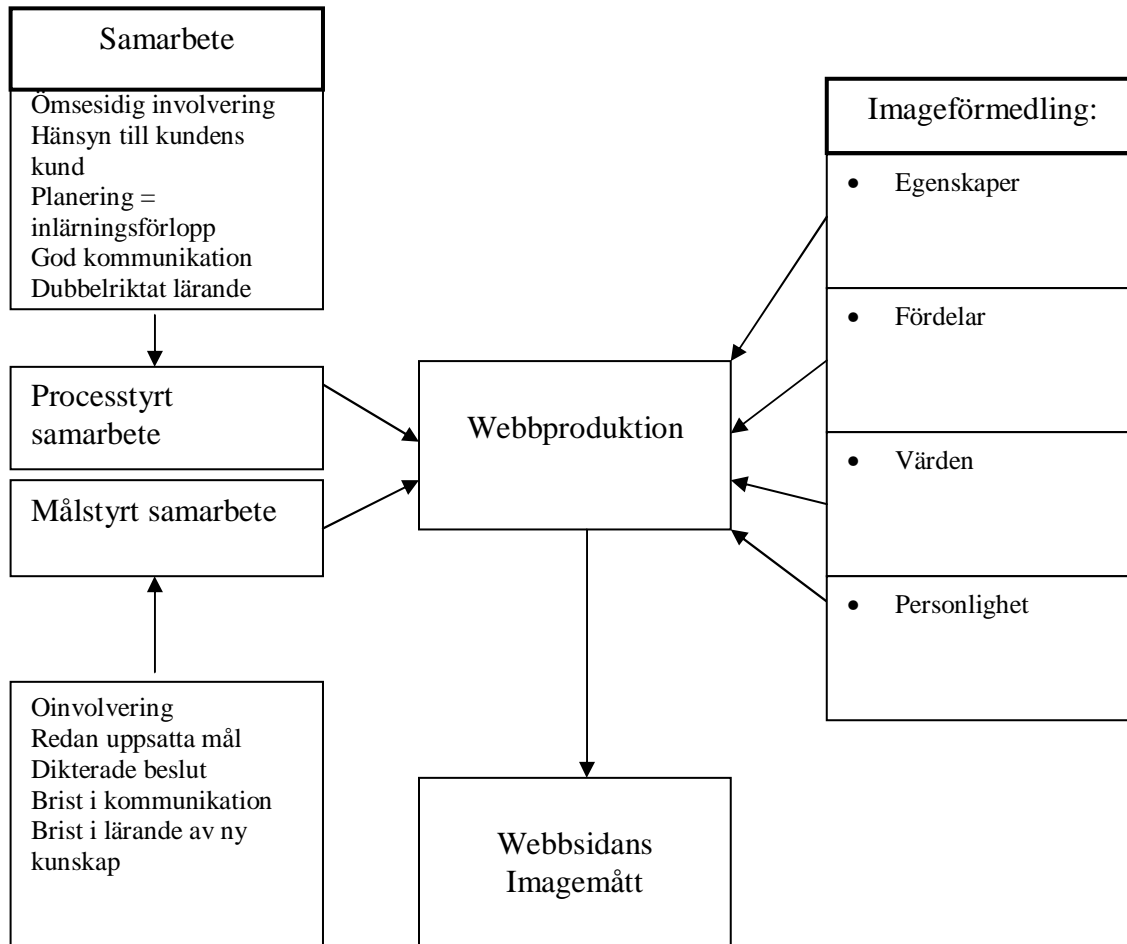 Samarbete
Ömsesidig involvering
Hänsyn till kundens
kund
Planering =
inlärningsförlopp
God kommunikation
Dubbelriktat lärande
Processtyrt
samarbete
Målstyrt samarbete
Oinvolvering
Redan uppsatta mål
Dikterade beslut
Brist i kommunikation
Brist i lärande av ny
kunskap
Webbproduktion
Webbsidans
Imagemått
Imageförmedling:
• Egenskaper
• Fördelar
• Värden
• Personlighet